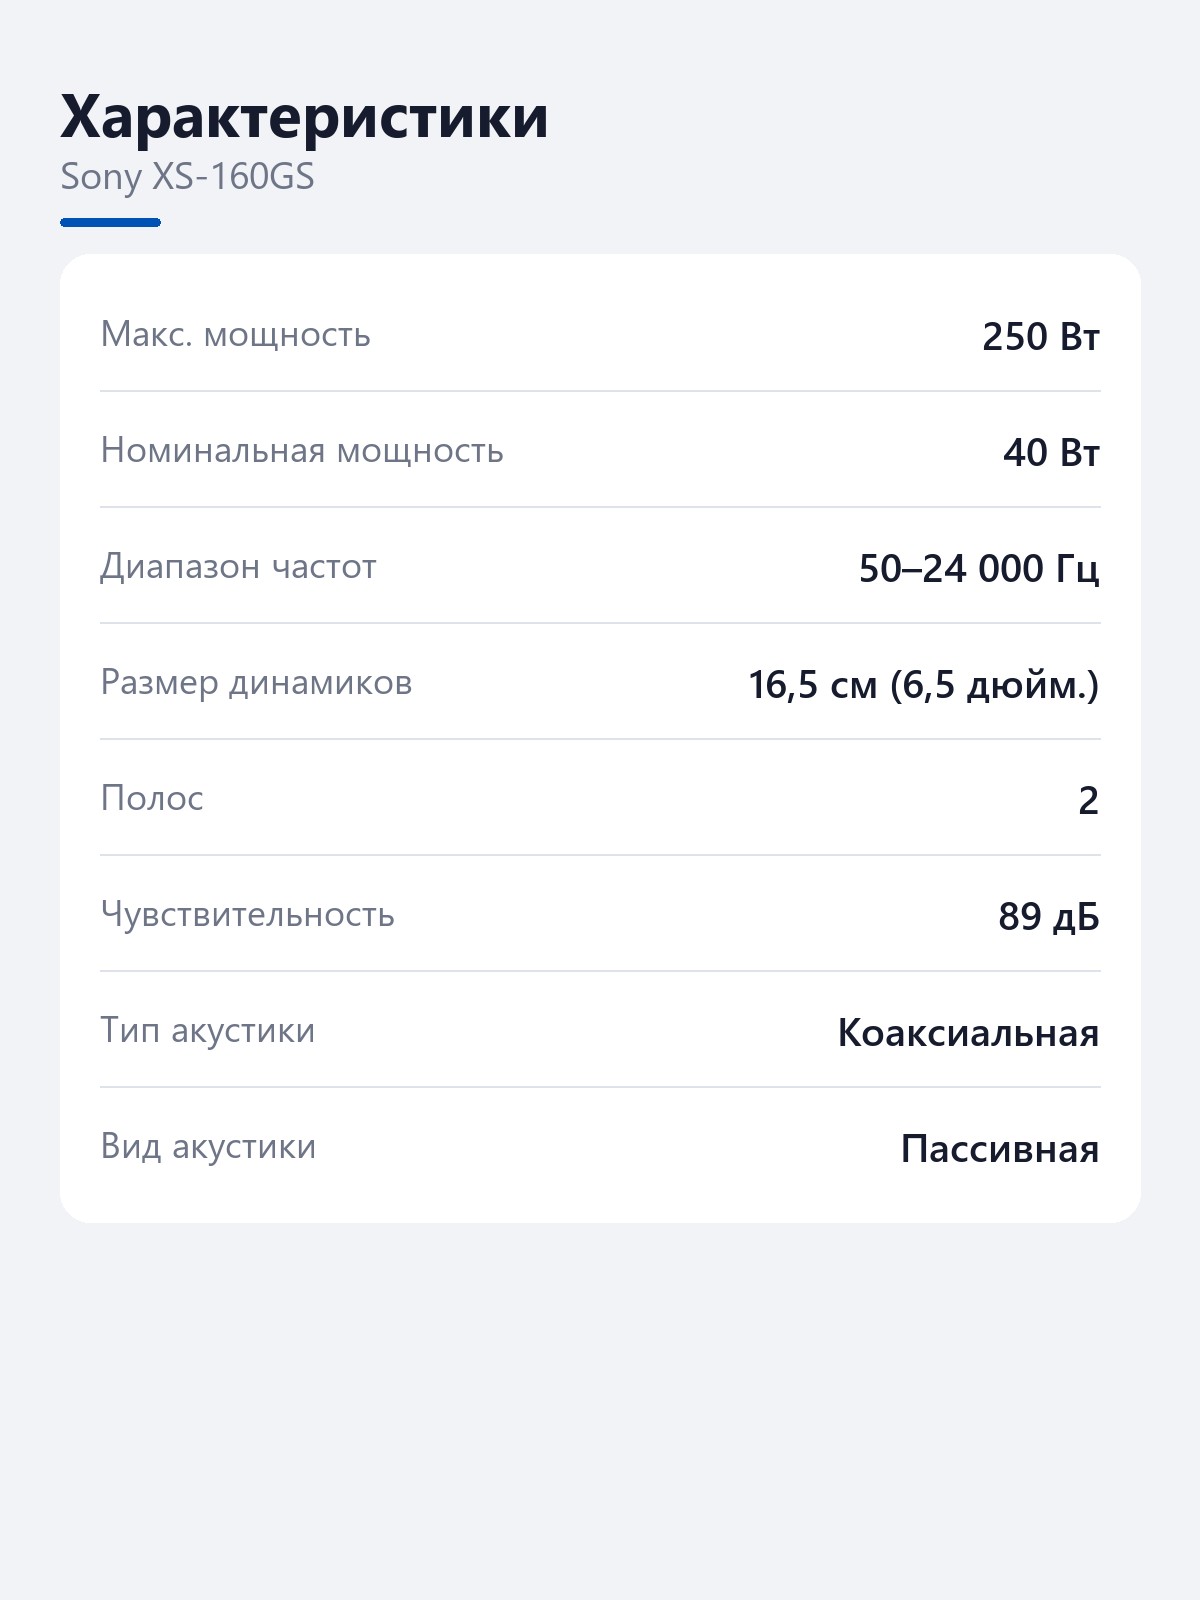 Характеристики
Sony XS-160GS
Макс. мощность 250 Вт
Номинальная мощность 40 Вт
Диапазон частот 50–24 000 Гц
Размер динамиков 16,5 см (6,5 дюйм.)
Полос 2
Чувствительность 89 дБ
Тип акустики Коаксиальная
Вид акустики Пассивная